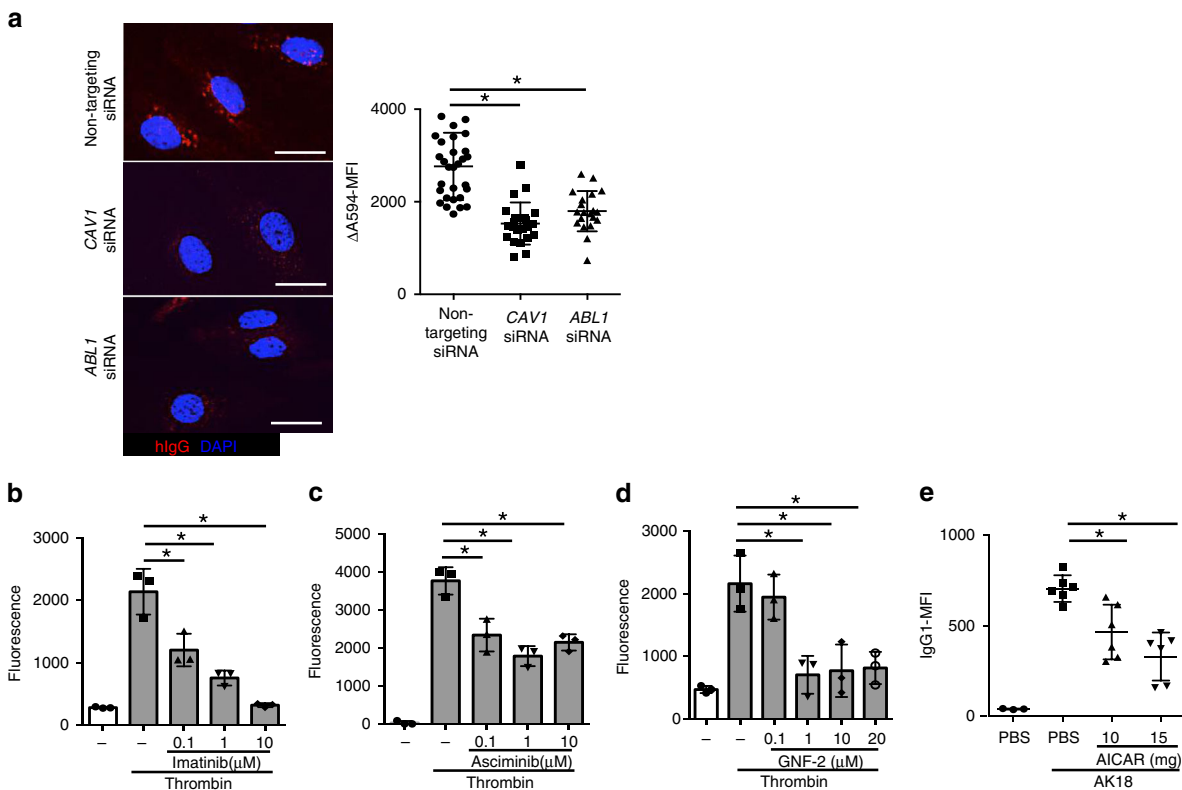 a
Non-targeting
siRNA
CAV1
siRNA
ABL1
siRNA
hIgG DAPI
ΔA594-MFI
4000
2000
0
*
*
Non-
targeting
siRNA
CAV1
siRNA
ABL1
siRNA
b
Fluorescence
3000
2000
1000
0
*
*
*
– – 0.1 1 10
Imatinib(μM)
Thrombin
c
Fluorescence
5000
4000
3000
2000
1000
0
*
*
*
– – 0.1 1 10
Asciminib(μM)
Thrombin
d
Fluorescence
3000
2000
1000
0
*
*
*
– – 0.1 1 10 20
GNF-2 (μM)
Thrombin
e
IgG1-MFI
1000
500
0
*
*
PBS PBS 10 15
AICAR (mg)
AK18